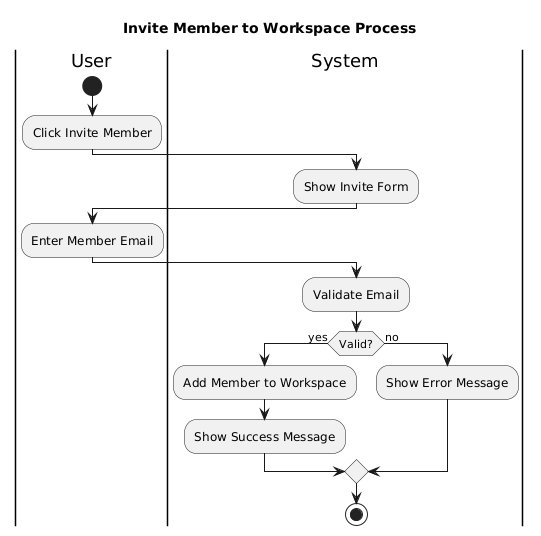 Invite Member to Workspace Process
User
System
Click Invite Member
Show Invite Form
Enter Member Email
Validate Email
yes
Valid?
no
Add Member to Workspace
Show Error Message
Show Success Message